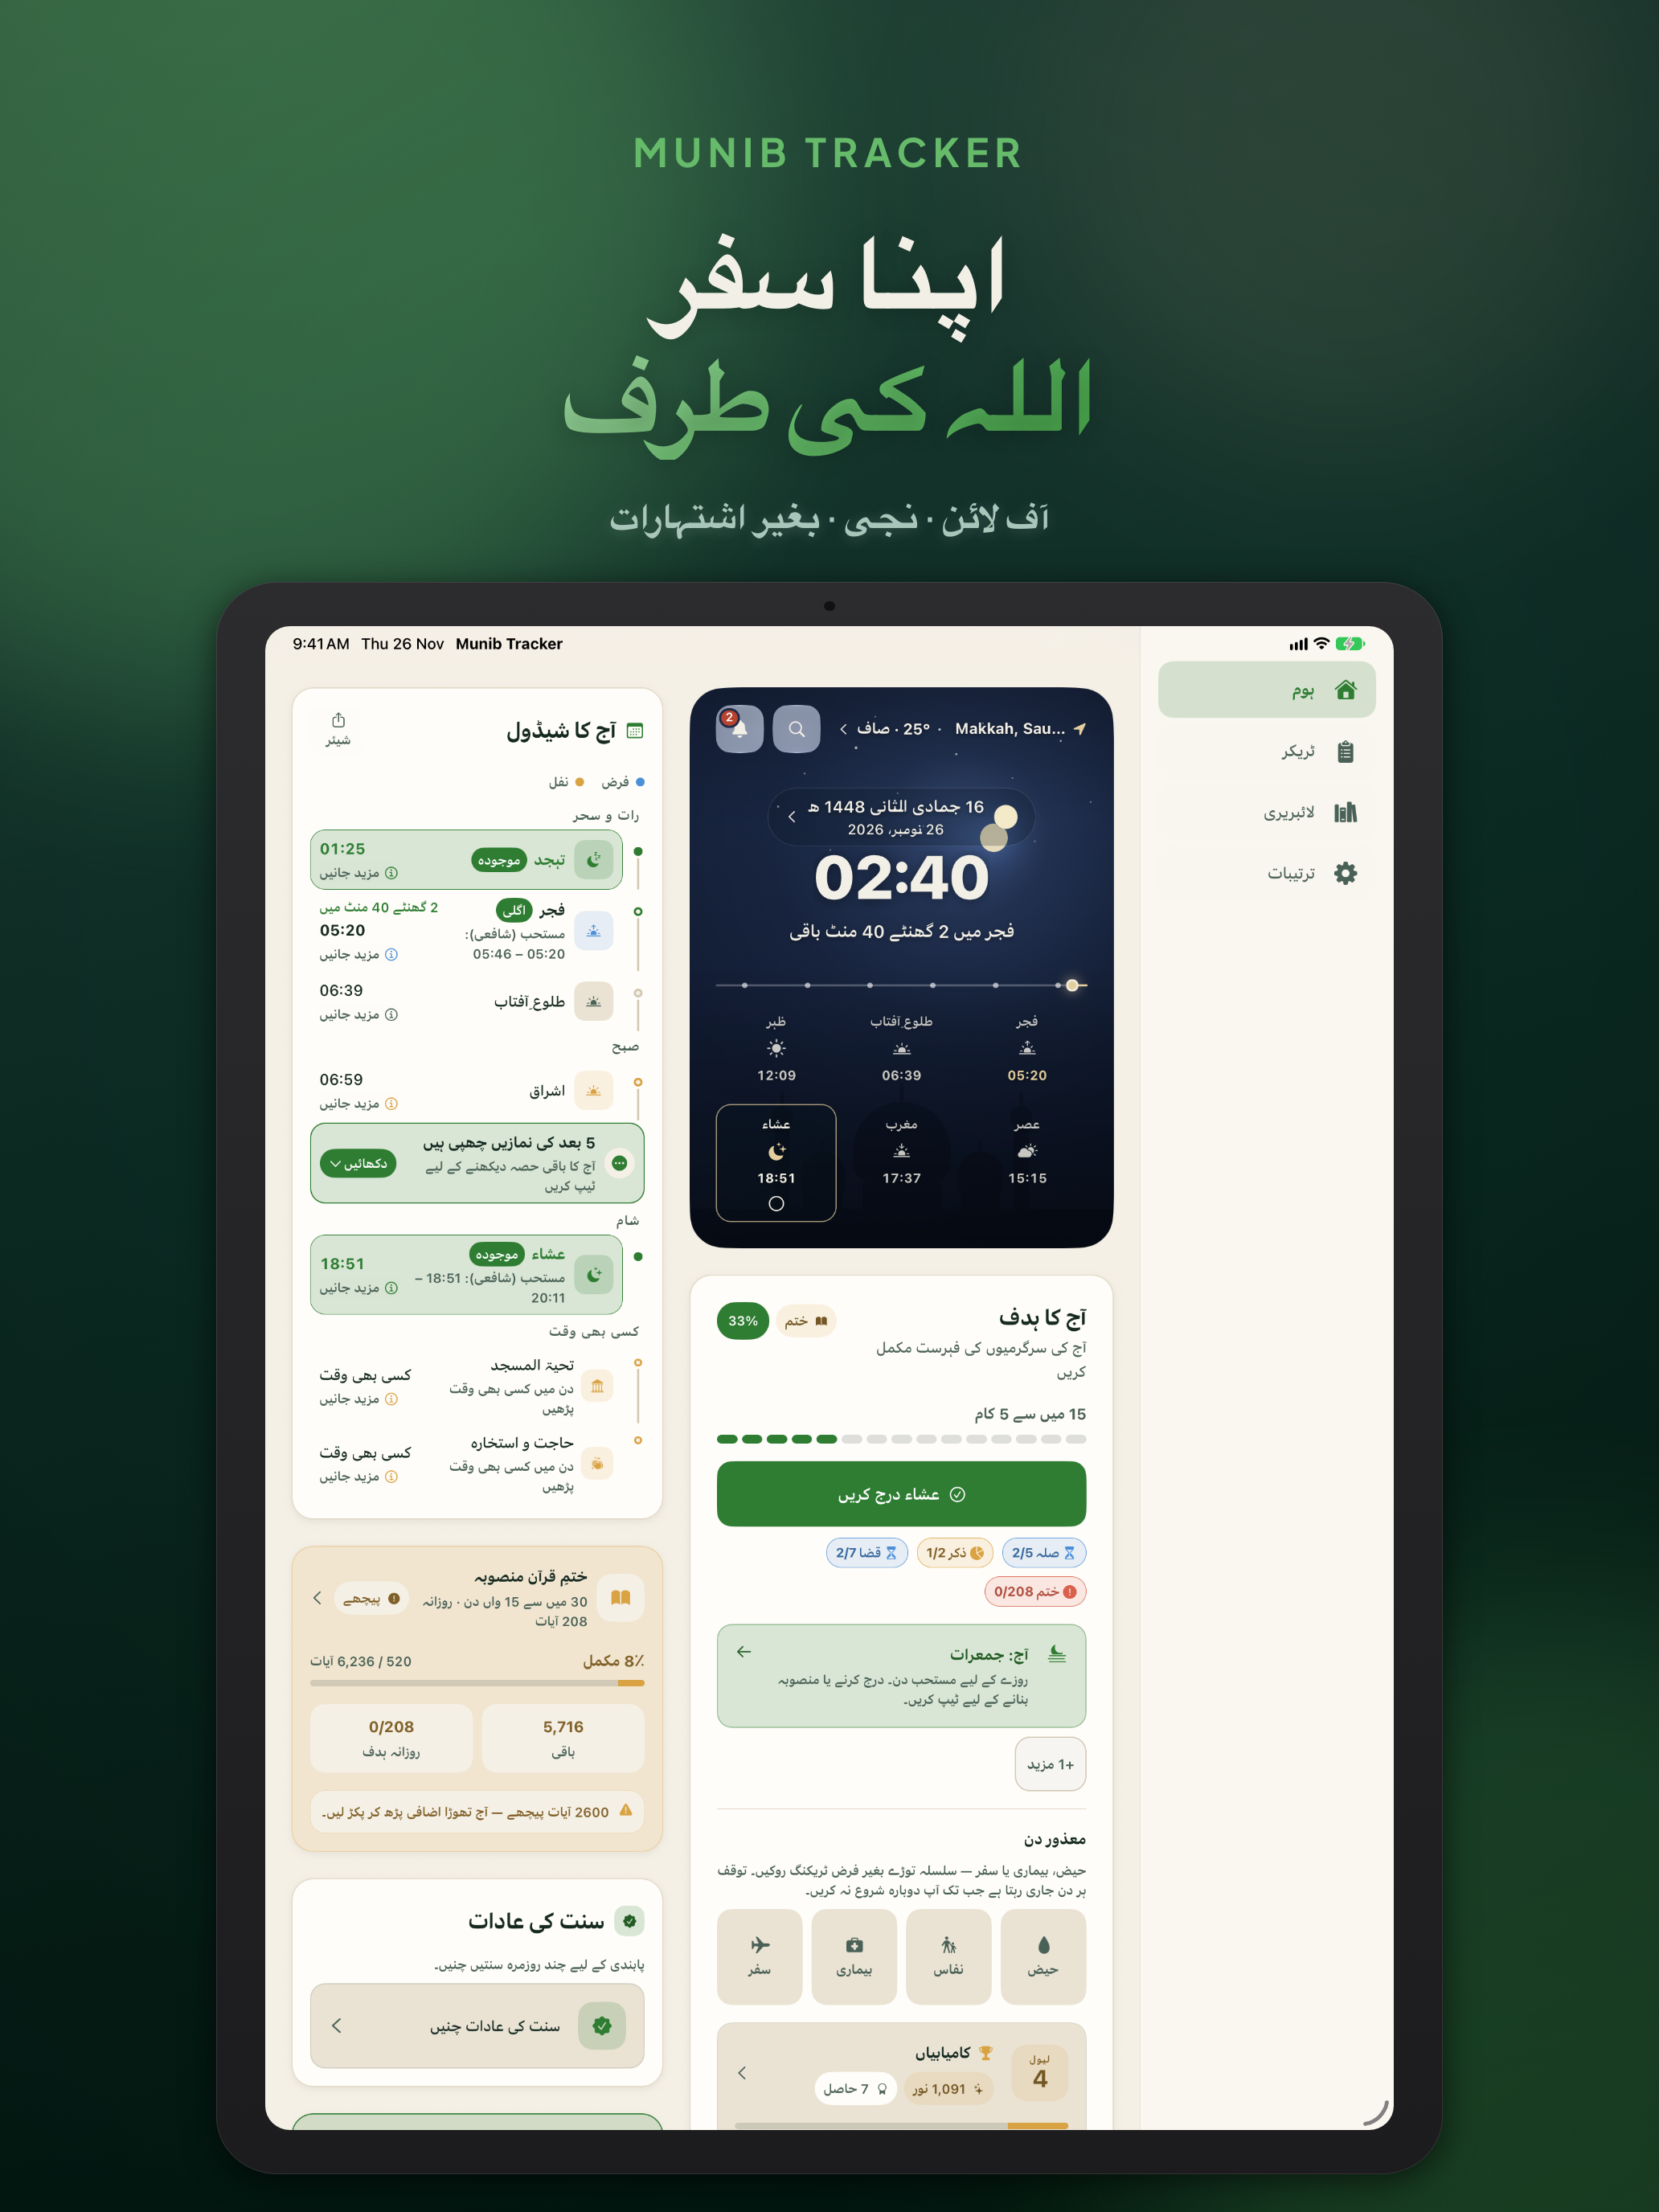 MUNIB TRACKER
اپنا سفر
اللہ کی طرف
آف لائن · نجی · بغیر اشتہارات
9:41 AM Thu 26 Nov Munib Tracker
ہوم
ٹریکر
لائبریری
ترتیبات
Makkah, Sau... · 25° · صاف
2
16 جمادی الثانی 1448 ھ
26 نومبر، 2026
02:40
فجر میں 2 گھنٹے 40 منٹ باقی
فجر طلوع آفتاب ظہر
05:20 06:39 12:09
عصر مغرب عشاء
15:15 17:37 18:51
آج کا ہدف
ختم 33%
آج کی سرگرمیوں کی فہرست مکمل
کریں
15 میں سے 5 کام
عشاء درج کریں
صلہ 2/5 ذکر 1/2 قضا 2/7
ختم 0/208
آج: جمعرات
روزے کے لیے مستحب دن۔ درج کرنے یا منصوبہ
بنانے کے لیے ٹیپ کریں۔
+1 مزید
معذور دن
حیض، بیماری یا سفر — سلسلہ توڑے بغیر فرض ٹریکنگ روکیں۔ توقف
ہر دن جاری رہتا ہے جب تک آپ دوبارہ شروع نہ کریں۔
حیض نفاس بیماری سفر
لیول
4
کامیابیاں
1,091 نور 7 حاصل
آج کا شیڈول
شیئر
فرض نفل
رات و سحر
تہجد موجودہ 01:25
مزید جانیں
فجر اگلی 2 گھنٹے 40 منٹ میں
مستحب (شافعی): 05:20
05:20 – 05:46 مزید جانیں
طلوع آفتاب 06:39
مزید جانیں
صبح
اشراق 06:59
مزید جانیں
5 بعد کی نمازیں چھپی ہیں
آج کا باقی حصہ دیکھنے کے لیے دکھائیں
ٹیپ کریں
شام
عشاء موجودہ 18:51
مستحب (شافعی): 18:51 – مزید جانیں
20:11
کسی بھی وقت
تحیۃ المسجد کسی بھی وقت
دن میں کسی بھی وقت مزید جانیں
پڑھیں
حاجت و استخارہ کسی بھی وقت
دن میں کسی بھی وقت مزید جانیں
پڑھیں
ختمِ قرآن منصوبہ
30 میں سے 15 واں دن · روزانہ پیچھے
208 آیات
8٪ مکمل 520 / 6,236 آیات
5,716 0/208
باقی روزانہ ہدف
2600 آیات پیچھے — آج تھوڑا اضافی پڑھ کر پکڑ لیں۔
سنت کی عادات
پابندی کے لیے چند روزمرہ سنتیں چنیں۔
سنت کی عادات چنیں